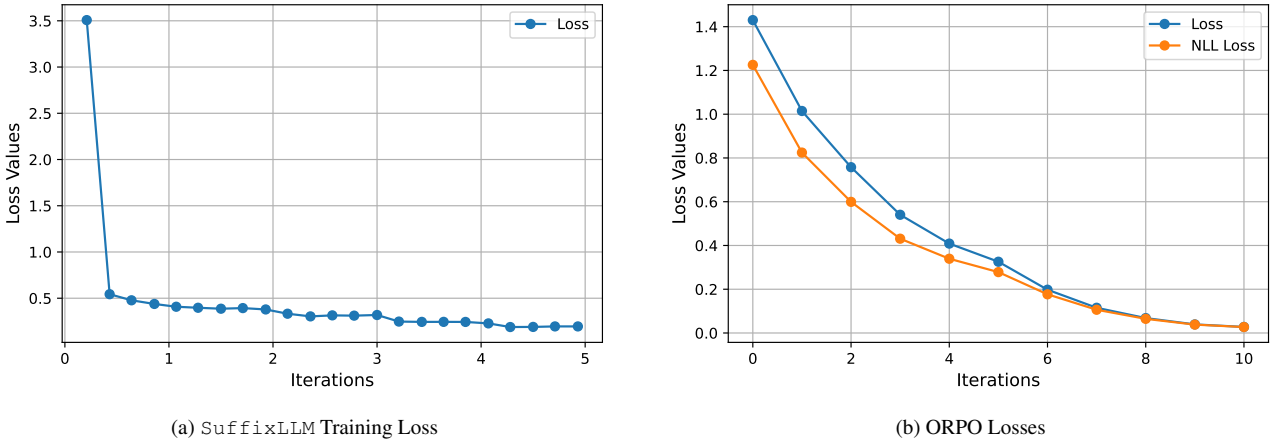 3.5
3.0
2.5
2.0
1.5
1.0
0.5
Loss Values
0 1 2 3 4 5
Iterations
Loss
(a) SuffixLLM Training Loss
1.4
1.2
1.0
0.8
0.6
0.4
0.2
0.0
Loss Values
0 2 4 6 8 10
Iterations
Loss
NLL Loss
(b) ORPO Losses